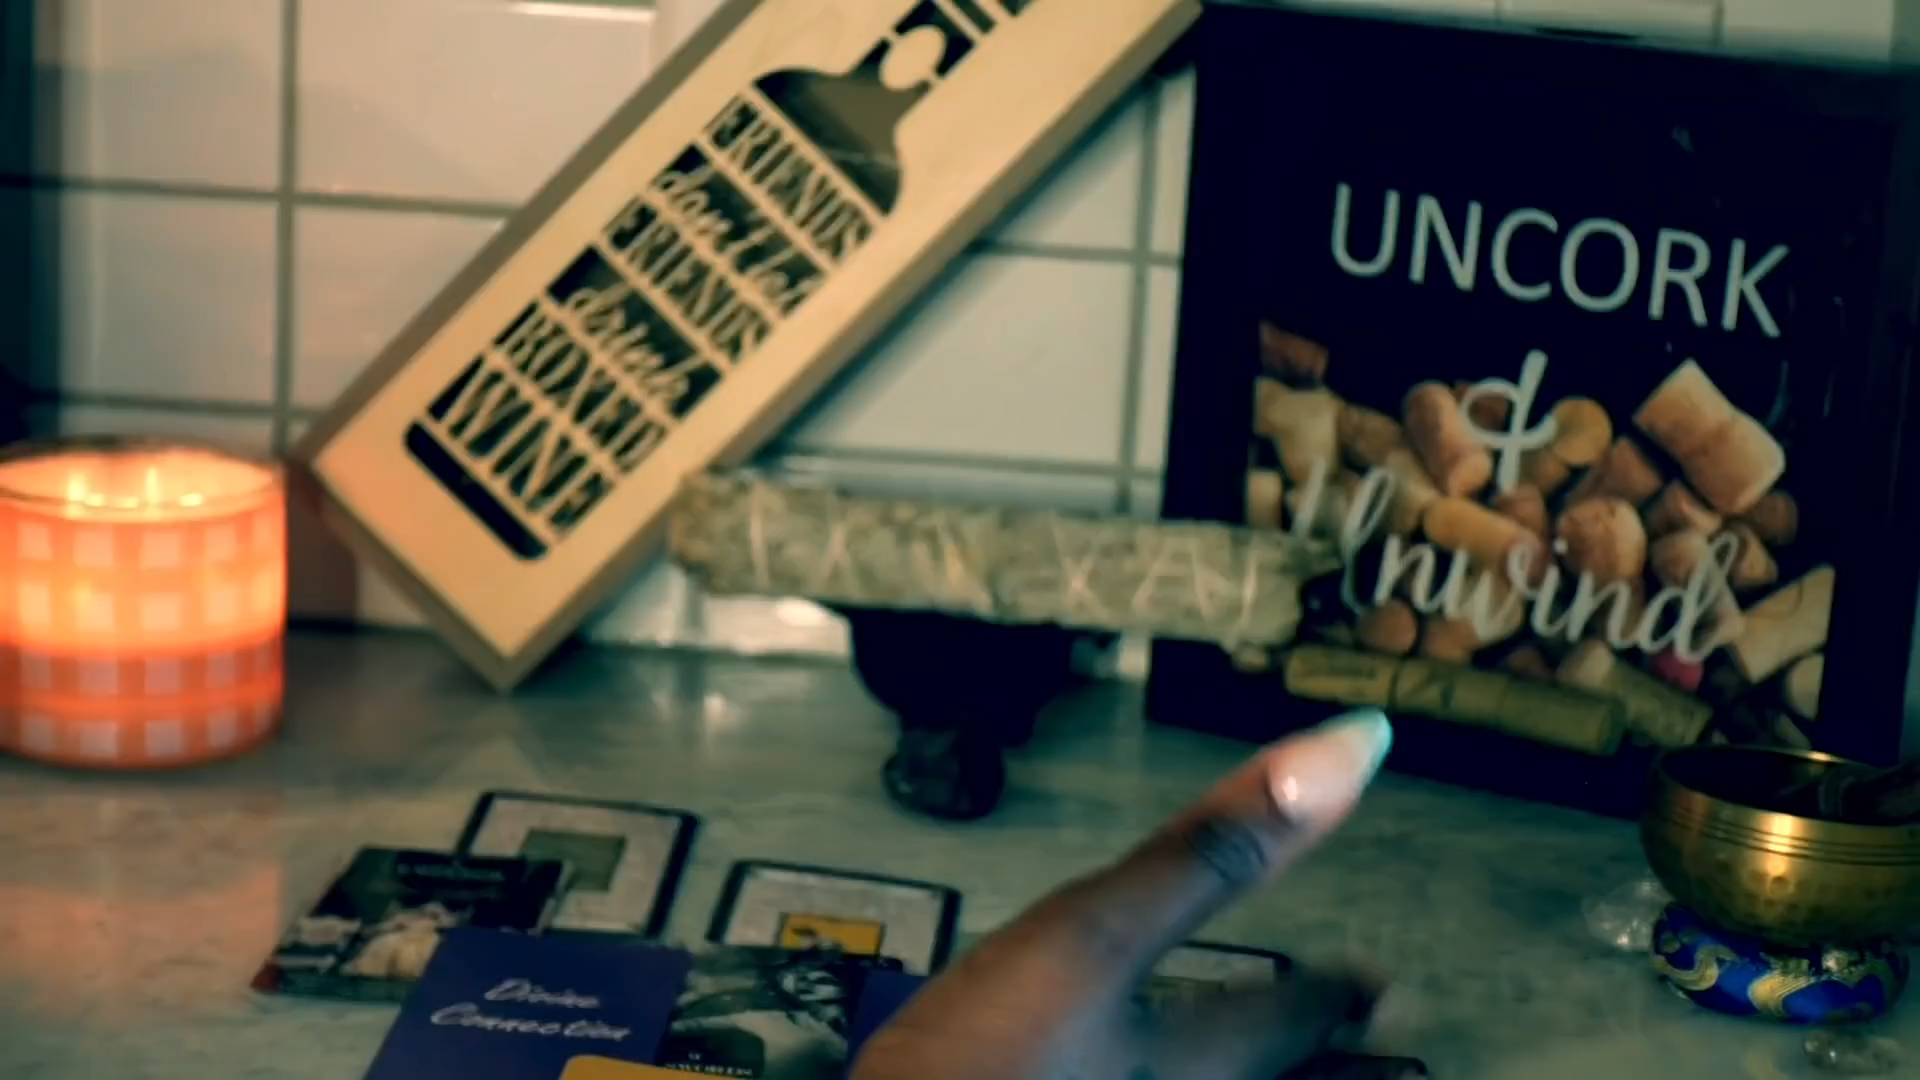 FRIENDS
don't let
FRIENDS
drink
BOXED
WINE
UNCORK
&
Unwind
Divine
Connection